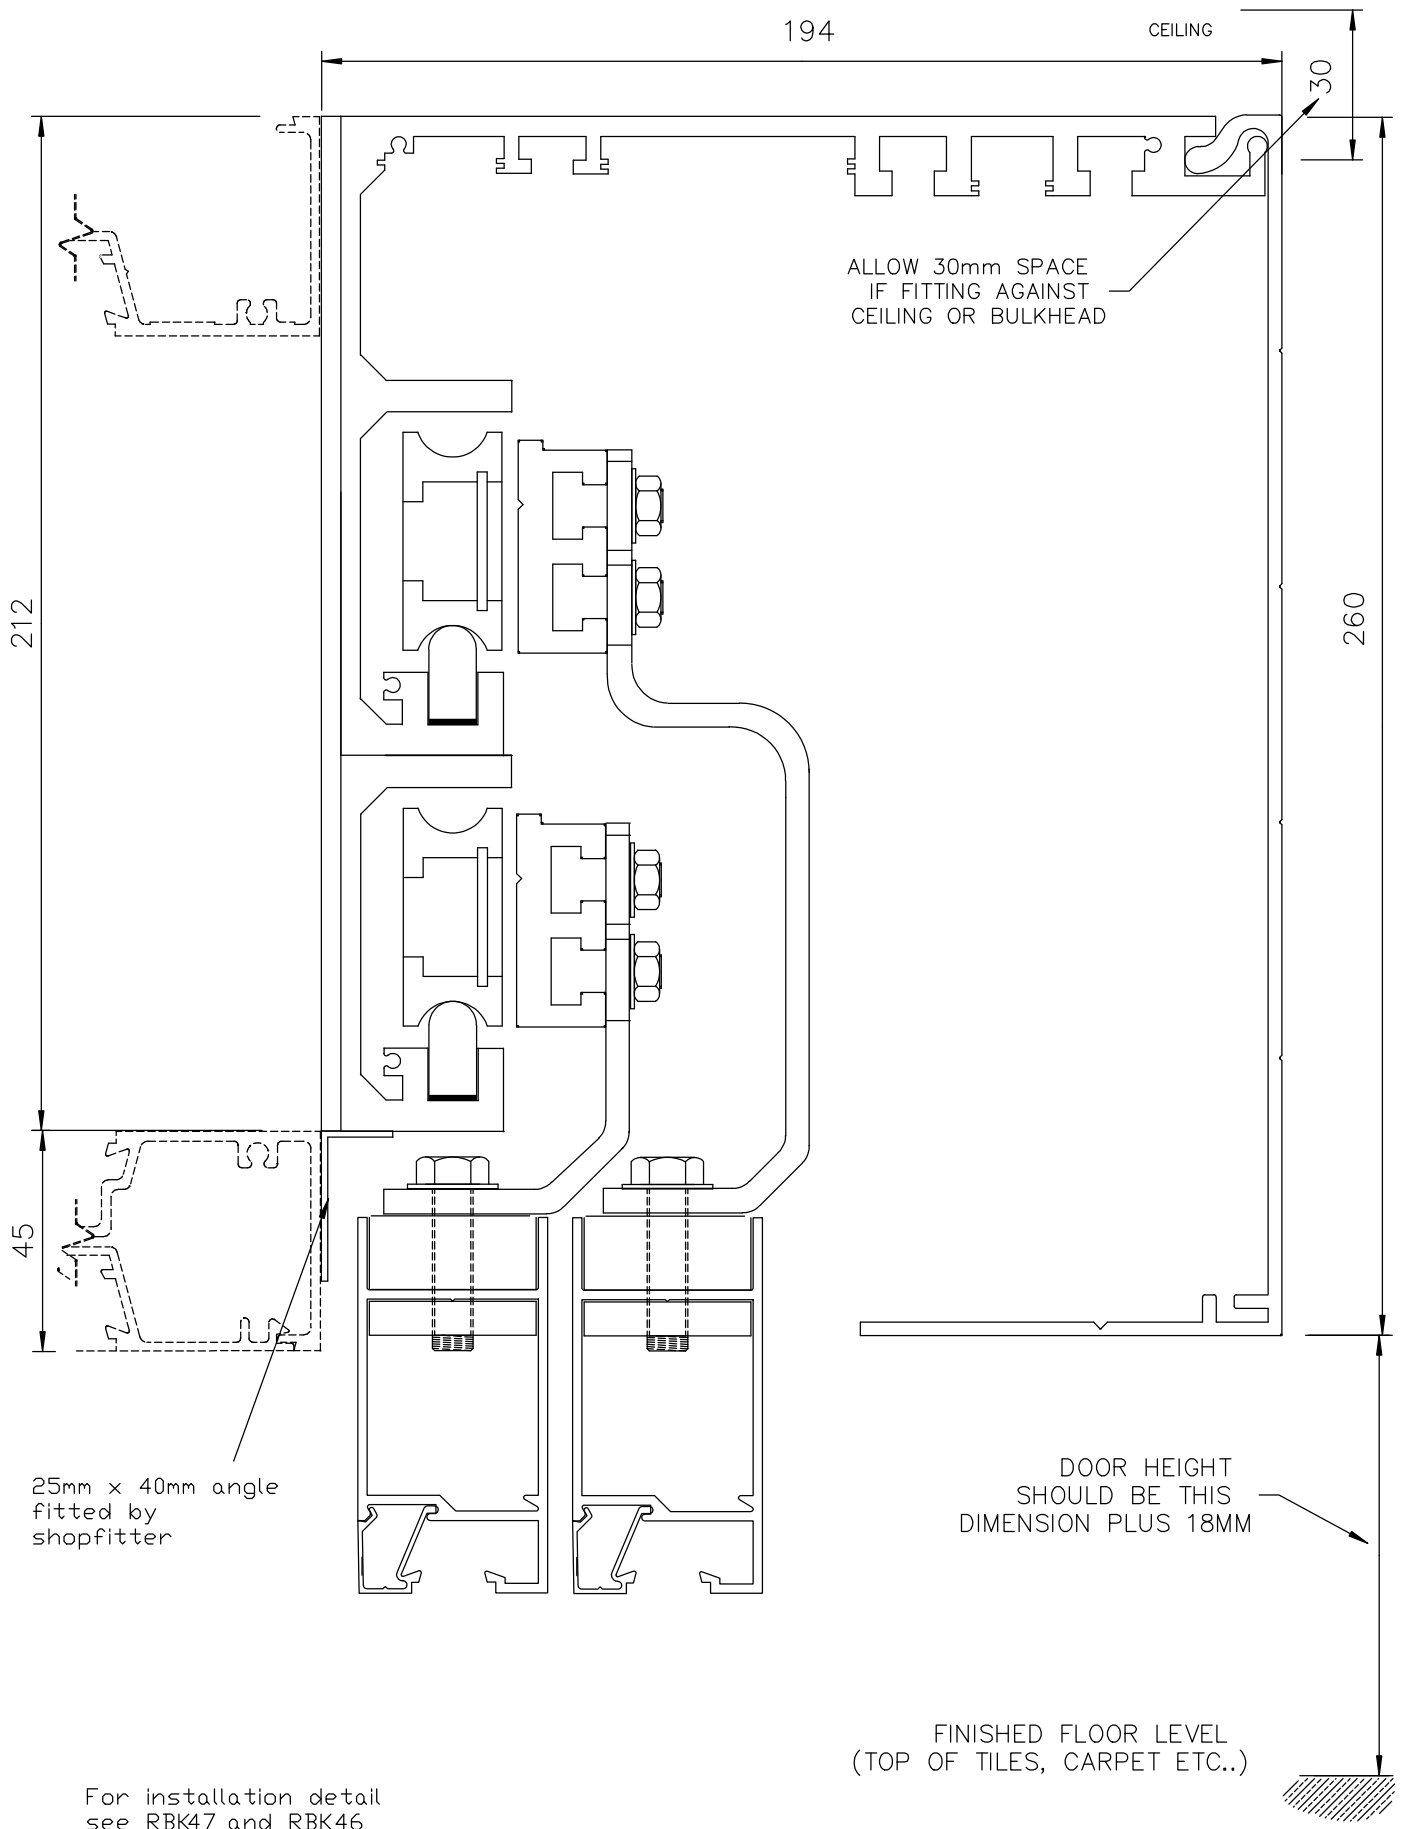 194
CEILING
30
ALLOW 30mm SPACE
IF FITTING AGAINST
CEILING OR BULKHEAD
212
260
45
25mm x 40mm angle
fitted by
shopfitter
DOOR HEIGHT
SHOULD BE THIS
DIMENSION PLUS 18MM
FINISHED FLOOR LEVEL
(TOP OF TILES, CARPET ETC..)
For installation detail
see RBK47 and RBK46